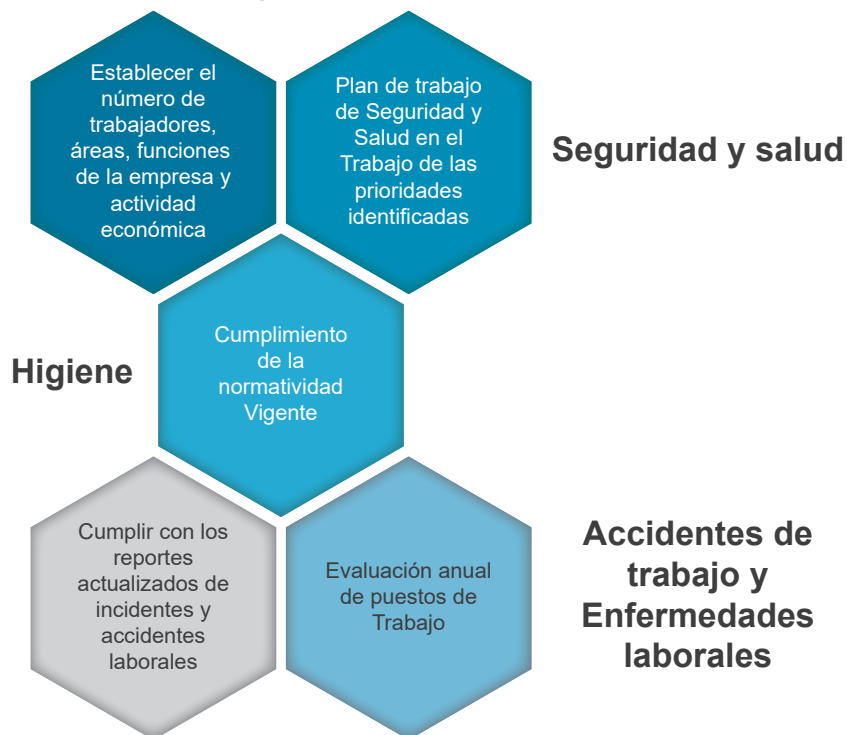 Establecer el
número de
trabajadores,
áreas, funciones
de la empresa y
actividad
económica
Plan de trabajo
de Seguridad y
Salud en el
Trabajo de las
prioridades
identificadas
Seguridad y salud
Higiene
Cumplimiento
de la
normatividad
Vigente
Cumplir con los
reportes
actualizados de
incidentes y
accidentes
laborales
Evaluación anual
de puestos de
Trabajo
Accidentes de
trabajo y
Enfermedades
laborales